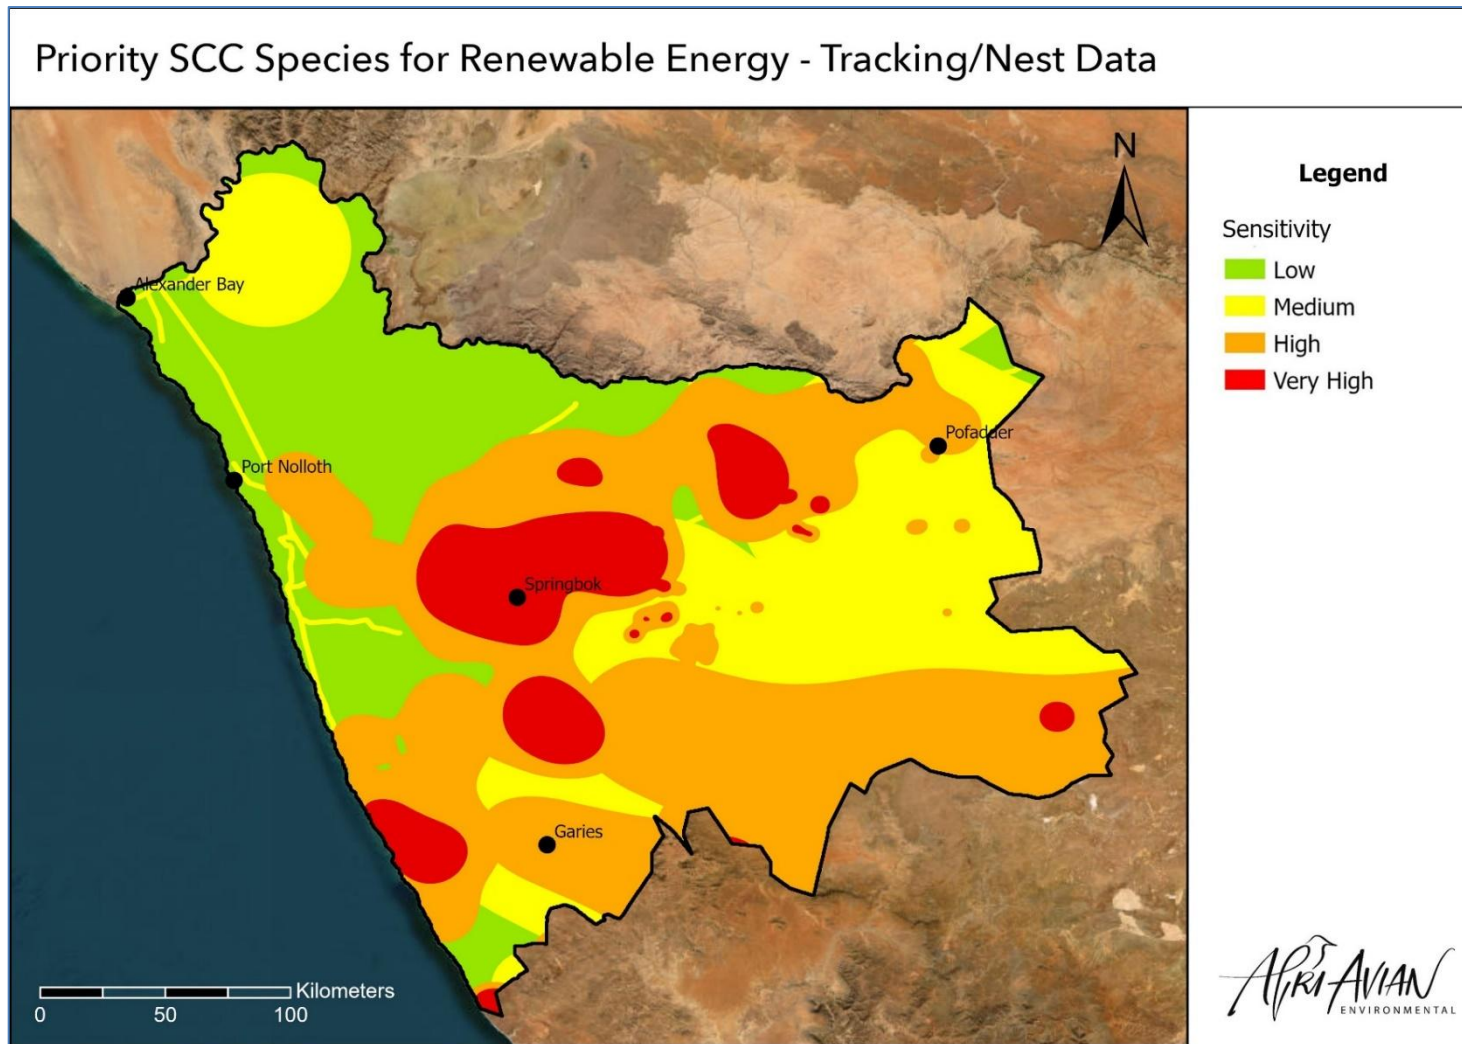 Priority SCC Species for Renewable Energy - Tracking/Nest Data
N
Legend
Sensitivity
Low
Medium
High
Very High
Alexander Bay
Port Nolloth
Pofadder
Springbok
Garies
Kilometers
0 50 100
AfriAvian
ENVIRONMENTAL